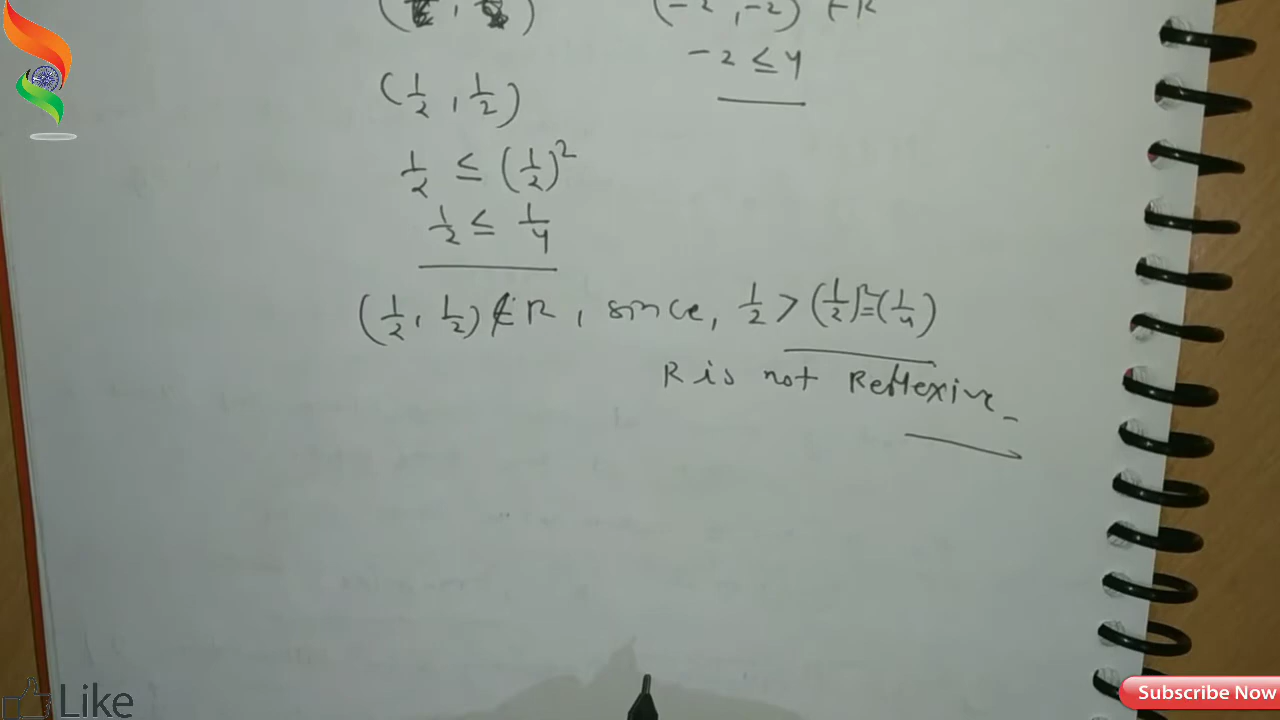 (-2, -2) ∈ R
-2 ≤ 4
(1/2, 1/2)
1/2 ≤ (1/2)²
1/2 ≤ 1/4
(1/2, 1/2) ∉ R, since, 1/2 > (1/2)² = (1/4)
R is not Reflexive
Like
Subscribe Now